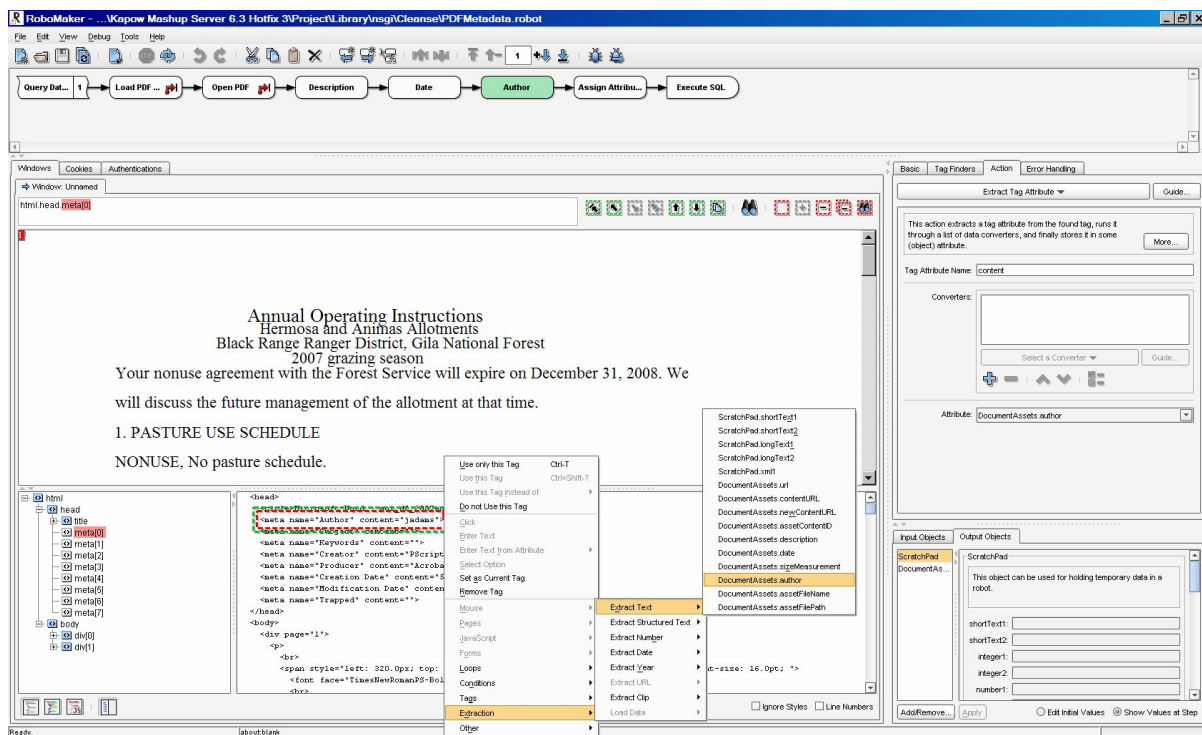 RoboMaker - ...\Kapow Mashup Server 6.3 Hotfix 3\Project\Library\nsgi\Cleanse\PDFMetadata.robot
File Edit View Debug Tools Help
1
Query Dat... 1 Load PDF ... Open PDF Description Date Author Assign Attribu... Execute SQL
Windows Cookies Authentications
Window: Unnamed
html.head.meta[0]
Annual Operating Instructions
Hermosa and Animas Allotments
Black Range Ranger District, Gila National Forest
2007 grazing season
Your nonuse agreement with the Forest Service will expire on December 31, 2008. We
will discuss the future management of the allotment at that time.
1. PASTURE USE SCHEDULE
NONUSE, No pasture schedule.
html
head
title
meta[0]
meta[1]
meta[2]
meta[3]
meta[4]
meta[5]
meta[6]
meta[7]
body
div[0]
div[1]
<head>
<meta name="Author" content="jadams">
<meta name="Keywords" content="">
<meta name="Creator" content="PScript
<meta name="Producer" content="Acroba
<meta name="Creation Date" content="5
<meta name="Modification Date" conten
<meta name="Trapped" content="">
</head>
<body>
<div page="1">
<p>
<br>
<span style="left: 320.0px; top: nt-size: 16.0pt; ">
<font face="TimesNewRomanPS-Bol
<br>
Use only this Tag Ctrl-T
Use this Tag Ctrl+Shift-T
Use this Tag Instead of
Do not Use this Tag
Click
Enter Text
Enter Text from Attribute
Select Option
Set as Current Tag
Remove Tag
Mouse
Pages
JavaScript
Forms
Loops
Conditions
Tags
Extraction
Other
Extract Text
Extract Structured Text
Extract Number
Extract Date
Extract Year
Extract URL
Extract Clip
Load Data
ScratchPad.shortText1
ScratchPad.shortText2
ScratchPad.longText1
ScratchPad.longText2
ScratchPad.xml1
DocumentAssets.url
DocumentAssets.contentURL
DocumentAssets.newContentURL
DocumentAssets.assetContentID
DocumentAssets.description
DocumentAssets.date
DocumentAssets.sizeMeasurement
DocumentAssets.author
DocumentAssets.assetFileName
DocumentAssets.assetFilePath
Ignore Styles Line Numbers
Basic Tag Finders Action Error Handling
Extract Tag Attribute Guide...
This action extracts a tag attribute from the found tag, runs it
through a list of data converters, and finally stores it in some
(object) attribute.
More...
Tag Attribute Name: content
Converters:
Select a Converter Guide...
Attribute: DocumentAssets.author
Input Objects Output Objects
ScratchPad
DocumentAs...
ScratchPad
This object can be used for holding temporary data in a
robot.
shortText1:
shortText2:
integer1:
integer2:
number1:
Add/Remove... Apply Edit Initial Values Show Values at Step
Ready. about:blank